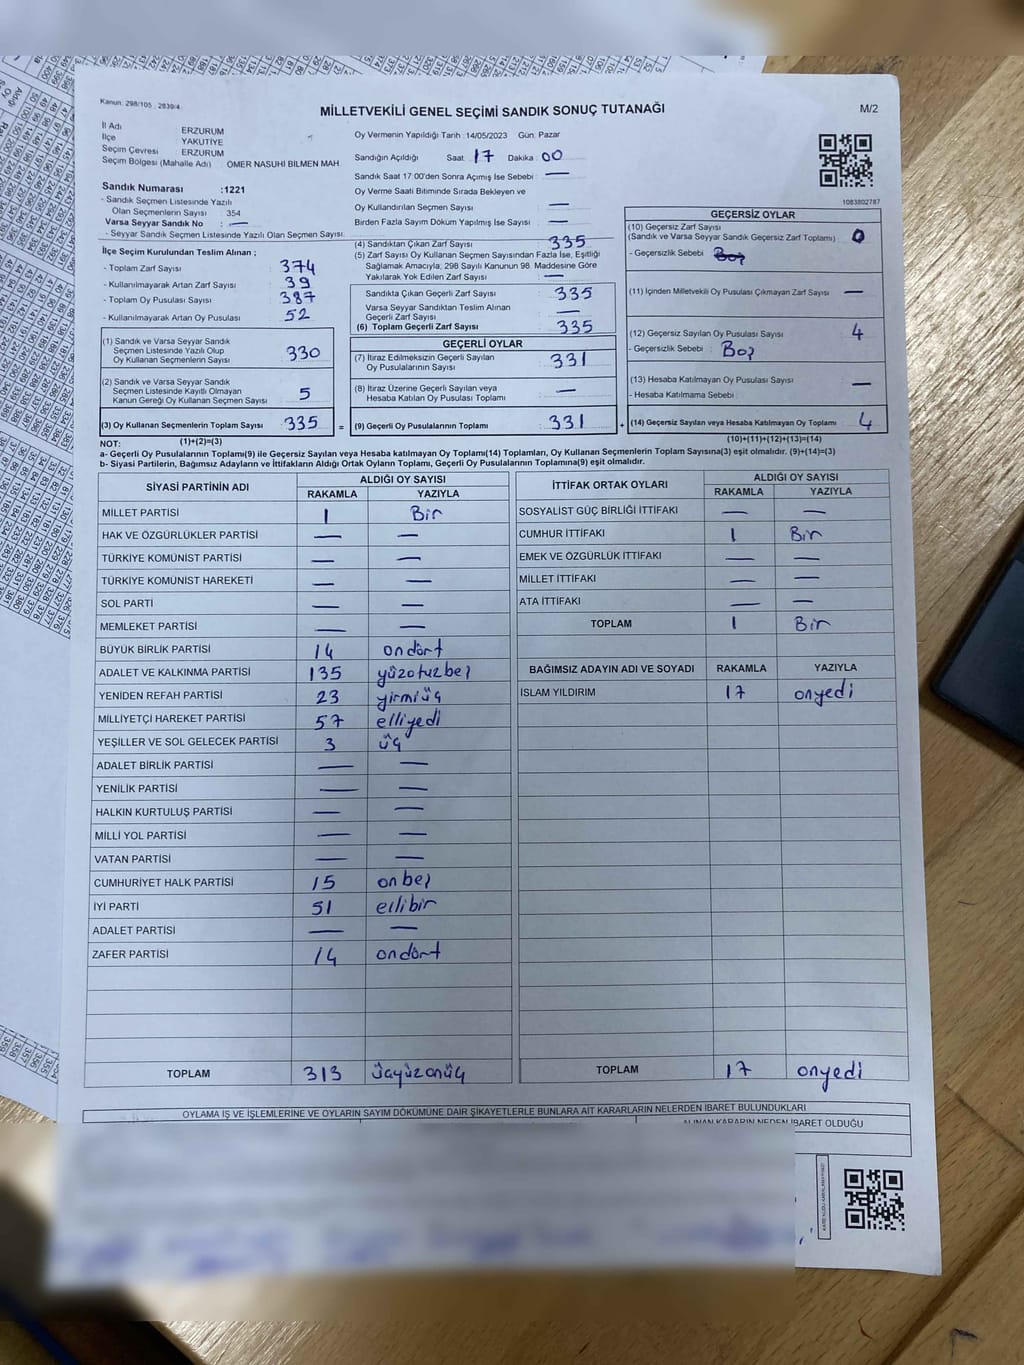 Kanun: 298/105 , 2839/4
MİLLETVEKİLİ GENEL SEÇİMİ SANDIK SONUÇ TUTANAĞI
M/2
İl Adı ERZURUM
İlçe YAKUTİYE
Seçim Çevresi : ERZURUM
Seçim Bölgesi (Mahalle Adı) ÖMER NASUHİ BİLMEN MAH.
Sandık Numarası :1221
- Sandık Seçmen Listesinde Yazılı
Olan Seçmenlerin Sayısı : 354
Varsa Seyyar Sandık No : —
- Seyyar Sandık Seçmen Listesinde Yazılı Olan Seçmen Sayısı:
İlçe Seçim Kurulundan Teslim Alınan ;
- Toplam Zarf Sayısı : 374
- Kullanılmayarak Artan Zarf Sayısı : 39
- Toplam Oy Pusulası Sayısı : 387
- Kullanılmayarak Artan Oy Pusulası : 52
(1) Sandık ve Varsa Seyyar Sandık
Seçmen Listesinde Yazılı Olup
Oy Kullanan Seçmenlerin Sayısı : 330
(2) Sandık ve Varsa Seyyar Sandık
Seçmen Listesinde Kayıtlı Olmayan
Kanun Gereği Oy Kullanan Seçmen Sayısı : 5
(3) Oy Kullanan Seçmenlerin Toplam Sayısı : 335 =
Oy Vermenin Yapıldığı Tarih :14/05/2023 Gün: Pazar
Sandığın Açıldığı Saat: 17 Dakika: 00
Sandık Saat 17:00'den Sonra Açımış İse Sebebi : —
Oy Verme Saati Bitiminde Sırada Bekleyen ve
Oy Kullandırılan Seçmen Sayısı : —
Birden Fazla Sayım Döküm Yapılmış İse Sayısı : —
(4) Sandıktan Çıkan Zarf Sayısı : 335
(5) Zarf Sayısı Oy Kullanan Seçmen Sayısından Fazla İse, Eşitliği
Sağlamak Amacıyla; 298 Sayılı Kanunun 98. Maddesine Göre
Yakılarak Yok Edilen Zarf Sayısı : —
Sandıkta Çıkan Geçerli Zarf Sayısı : 335
Varsa Seyyar Sandıktan Teslim Alınan
Geçerli Zarf Sayısı : —
(6) Toplam Geçerli Zarf Sayısı : 335
GEÇERLİ OYLAR
(7) İtiraz Edilmeksizin Geçerli Sayılan
Oy Pusulalarının Sayısı : 331
(8) İtiraz Üzerine Geçerli Sayılan veya
Hesaba Katılan Oy Pusulası Toplamı : —
(9) Geçerli Oy Pusulalarının Toplamı : 331 +
1083802787
GEÇERSİZ OYLAR
(10) Geçersiz Zarf Sayısı
(Sandık ve Varsa Seyyar Sandık Geçersiz Zarf Toplamı) : 0
- Geçersizlik Sebebi : Boş
(11) İçinden Milletvekili Oy Pusulası Çıkmayan Zarf Sayısı : —
(12) Geçersiz Sayılan Oy Pusulası Sayısı : 4
- Geçersizlik Sebebi : Boş
(13) Hesaba Katılmayan Oy Pusulası Sayısı : —
- Hesaba Katılmama Sebebi :
(14) Geçersiz Sayılan veya Hesaba Katılmayan Oy Toplamı : 4
NOT: (1)+(2)=(3) (10)+(11)+(12)+(13)=(14)
a- Geçerli Oy Pusulalarının Toplamı(9) ile Geçersiz Sayılan veya Hesaba katılmayan Oy Toplamı(14) Toplamları, Oy Kullanan Seçmenlerin Toplam Sayısına(3) eşit olmalıdır. (9)+(14)=(3)
b- Siyasi Partilerin, Bağımsız Adayların ve İttifakların Aldığı Ortak Oyların Toplamı, Geçerli Oy Pusulalarının Toplamına(9) eşit olmalıdır.
SİYASİ PARTİNİN ADI ALDIĞI OY SAYISI
RAKAMLA YAZIYLA
MİLLET PARTİSİ 1 Bir
HAK VE ÖZGÜRLÜKLER PARTİSİ — —
TÜRKİYE KOMÜNİST PARTİSİ — —
TÜRKİYE KOMÜNİST HAREKETİ — —
SOL PARTİ — —
MEMLEKET PARTİSİ — —
BÜYÜK BİRLİK PARTİSİ 14 ondört
ADALET VE KALKINMA PARTİSİ 135 yüzotuzbeş
YENİDEN REFAH PARTİSİ 23 yirmiüç
MİLLİYETÇİ HAREKET PARTİSİ 57 elliyedi
YEŞİLLER VE SOL GELECEK PARTİSİ 3 üç
ADALET BİRLİK PARTİSİ — —
YENİLİK PARTİSİ — —
HALKIN KURTULUŞ PARTİSİ — —
MİLLİ YOL PARTİSİ — —
VATAN PARTİSİ — —
CUMHURİYET HALK PARTİSİ 15 onbeş
İYİ PARTİ 51 ellibir
ADALET PARTİSİ — —
ZAFER PARTİSİ 14 ondört
TOPLAM 313 üçyüzonüç
İTTİFAK ORTAK OYLARI ALDIĞI OY SAYISI
RAKAMLA YAZIYLA
SOSYALİST GÜÇ BİRLİĞİ İTTİFAKI — —
CUMHUR İTTİFAKI 1 Bir
EMEK VE ÖZGÜRLÜK İTTİFAKI — —
MİLLET İTTİFAKI — —
ATA İTTİFAKI — —
TOPLAM 1 Bir
BAĞIMSIZ ADAYIN ADI VE SOYADI RAKAMLA YAZIYLA
İSLAM YILDIRIM 17 onyedi
TOPLAM 17 onyedi
OYLAMA İŞ VE İŞLEMLERİNE VE OYLARIN SAYIM DÖKÜMÜNE DAİR ŞİKAYETLERLE BUNLARA AİT KARARLARIN NELERDEN İBARET BULUNDUKLARI
ALINAN KARARIN NEDEN İBARET OLDUĞU